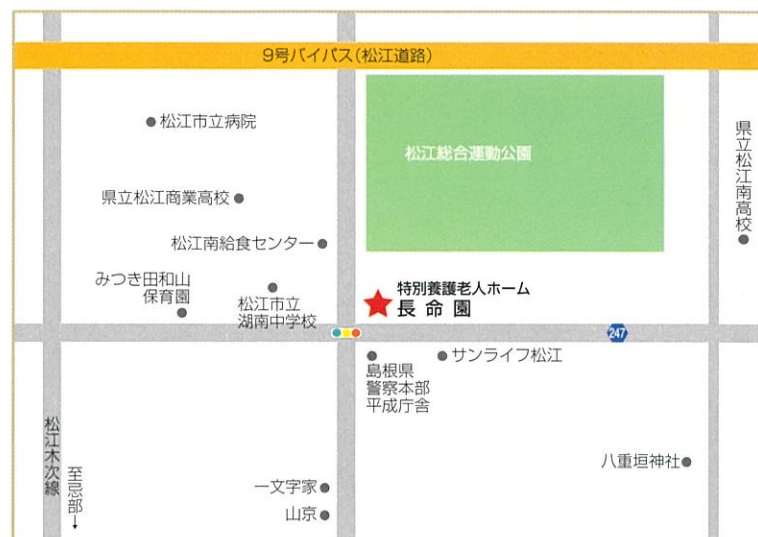 9号バイパス(松江道路)
松江市立病院
松江総合運動公園
県立松江南高校
県立松江商業高校
松江南給食センター
みつき田和山
保育園
松江市立
湖南中学校
特別養護老人ホーム
長命園
247
島根県
警察本部
平成庁舎
サンライフ松江
松江木次線
至忌部
→
八重垣神社
一文字家
山京